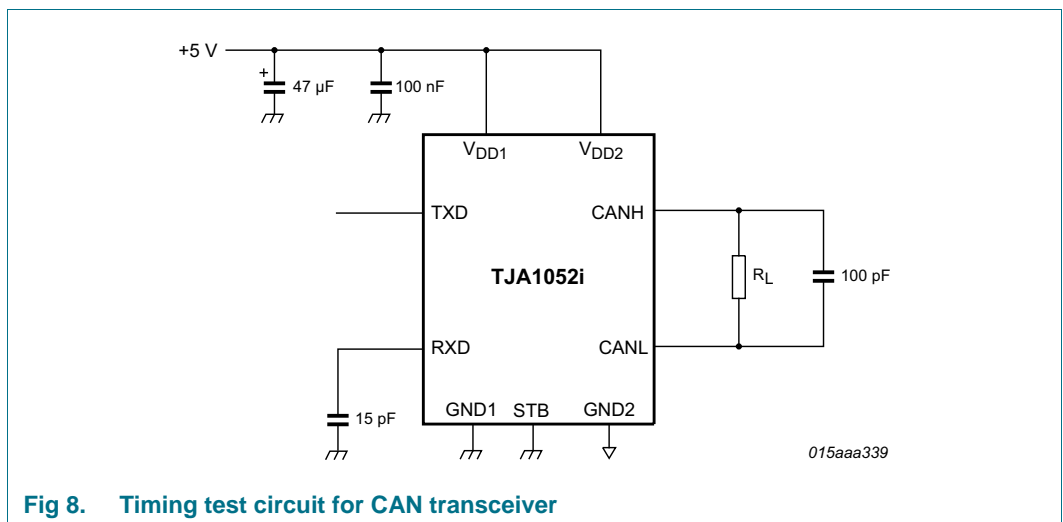 +5 V
+
47 μF
100 nF
VDD1
VDD2
TXD
CANH
TJA1052i
RL
100 pF
RXD
CANL
15 pF
GND1
STB
GND2
015aaa339
Fig 8. Timing test circuit for CAN transceiver